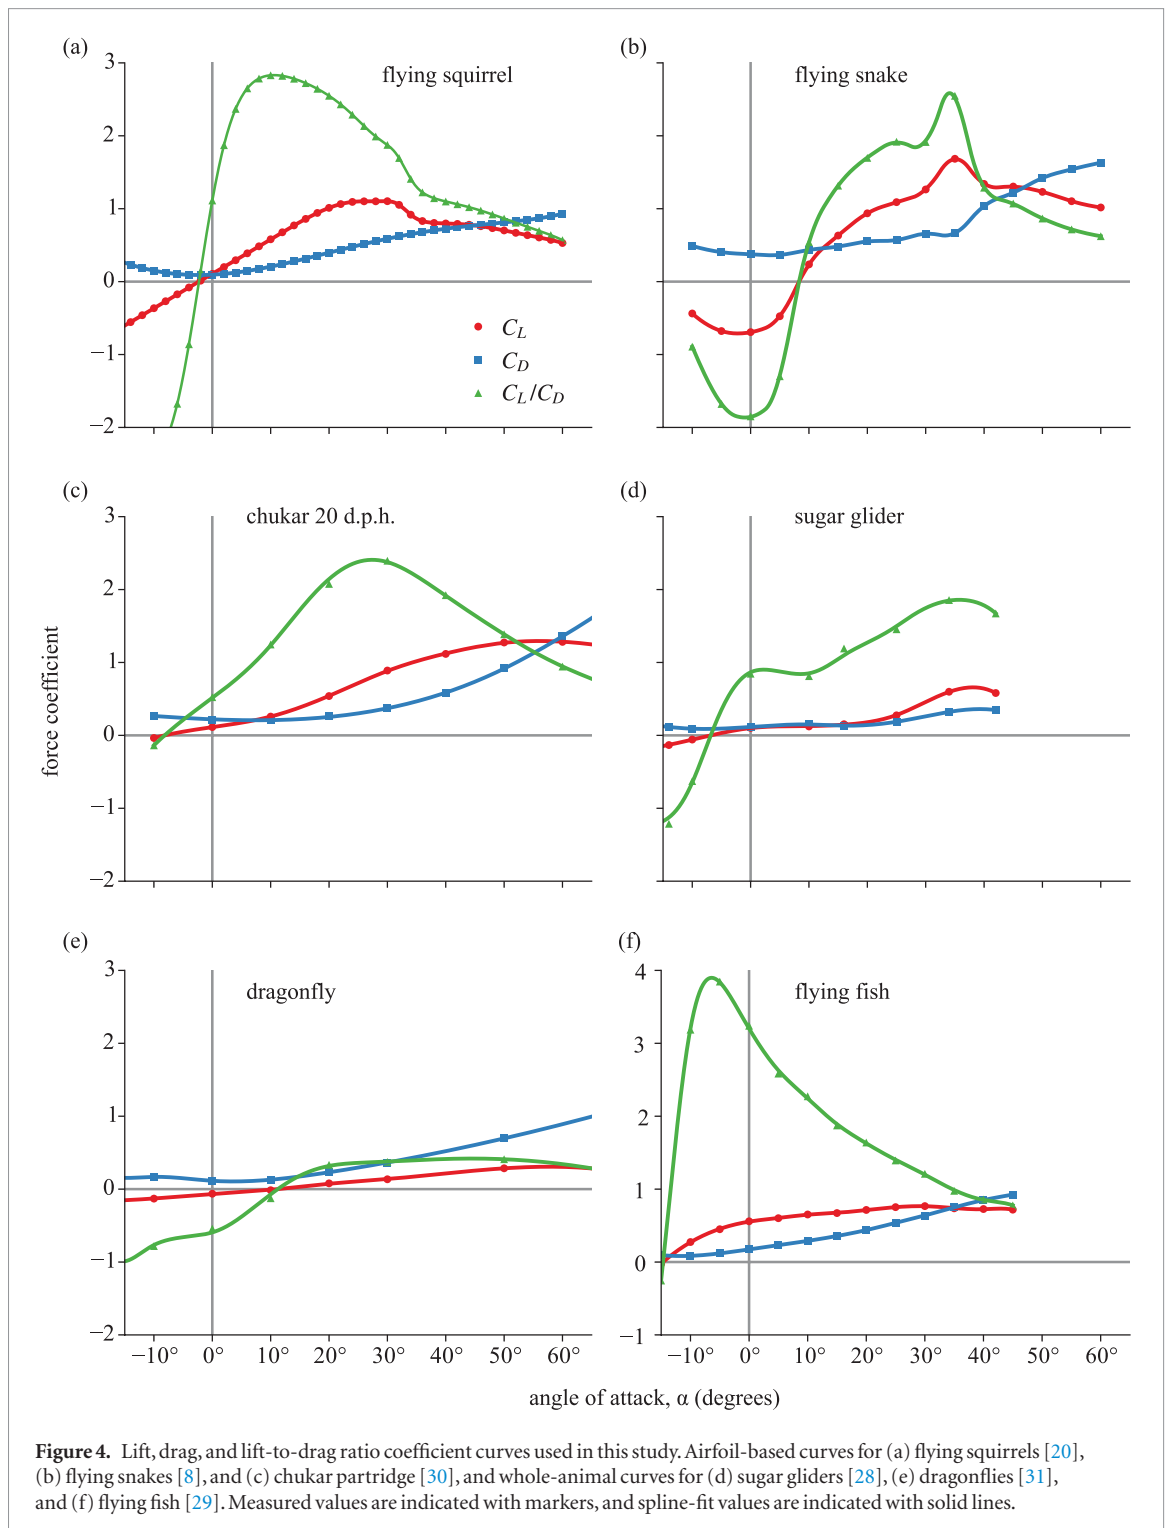 (a)
3
2
1
0
−1
−2
flying squirrel
C_L
C_D
C_L/C_D
(b)
flying snake
(c)
3
2
1
0
−1
−2
chukar 20 d.p.h.
(d)
sugar glider
force coefficient
(e)
3
2
1
0
−1
−2
dragonfly
−10° 0° 10° 20° 30° 40° 50° 60°
(f)
4
3
2
1
0
−1
flying fish
−10° 0° 10° 20° 30° 40° 50° 60°
angle of attack, α (degrees)
Figure 4. Lift, drag, and lift-to-drag ratio coefficient curves used in this study. Airfoil-based curves for (a) flying squirrels [20],
(b) flying snakes [8], and (c) chukar partridge [30], and whole-animal curves for (d) sugar gliders [28], (e) dragonflies [31],
and (f) flying fish [29]. Measured values are indicated with markers, and spline-fit values are indicated with solid lines.